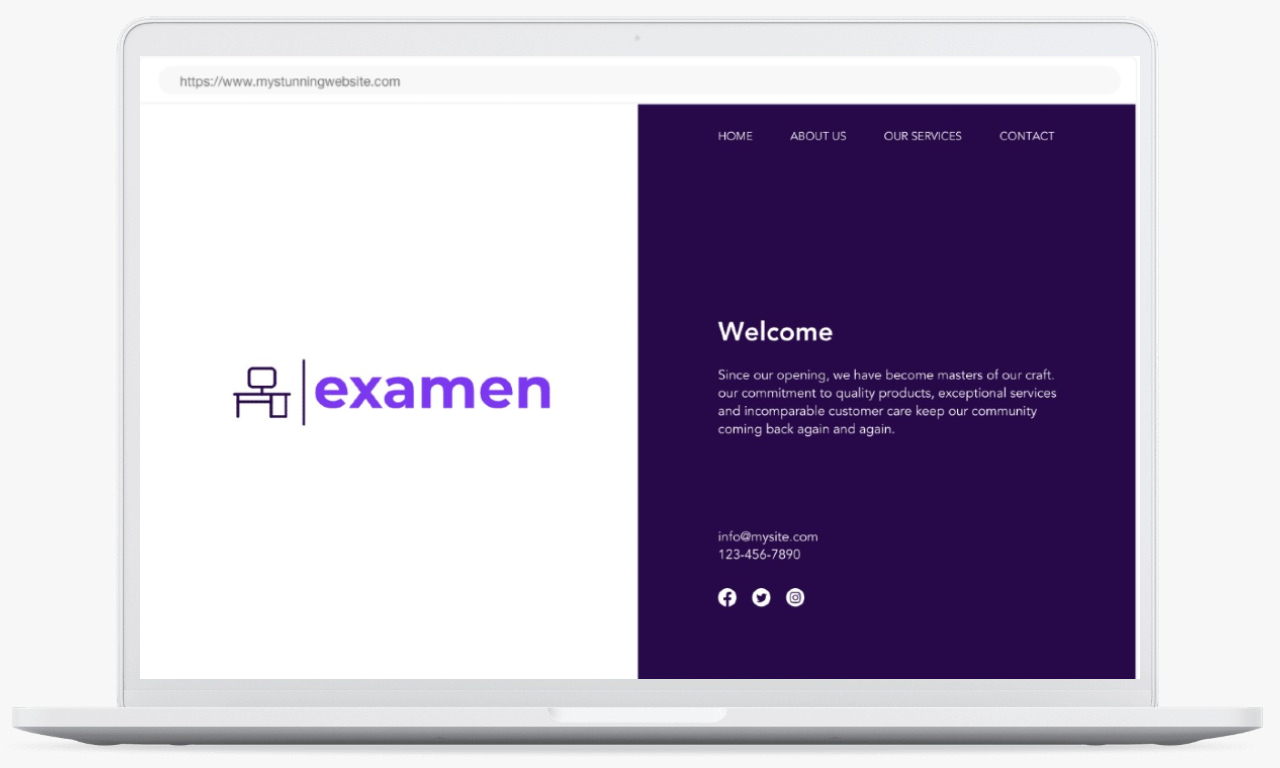 https://www.mystunningwebsite.com
HOME ABOUT US OUR SERVICES CONTACT
examen
Welcome
Since our opening, we have become masters of our craft.
our commitment to quality products, exceptional services
and incomparable customer care keep our community
coming back again and again.
info@mysite.com
123-456-7890